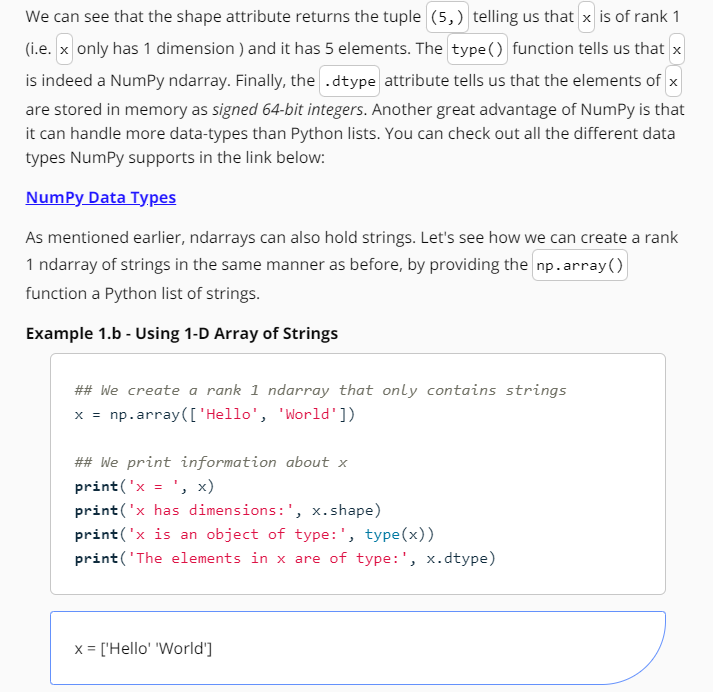 We can see that the shape attribute returns the tuple (5,) telling us that x is of rank 1
(i.e. x only has 1 dimension ) and it has 5 elements. The type() function tells us that x
is indeed a NumPy ndarray. Finally, the .dtype attribute tells us that the elements of x
are stored in memory as signed 64-bit integers. Another great advantage of NumPy is that
it can handle more data-types than Python lists. You can check out all the different data
types NumPy supports in the link below:
NumPy Data Types
As mentioned earlier, ndarrays can also hold strings. Let's see how we can create a rank
1 ndarray of strings in the same manner as before, by providing the np.array()
function a Python list of strings.
Example 1.b - Using 1-D Array of Strings
## We create a rank 1 ndarray that only contains strings
x = np.array(['Hello', 'World'])
## We print information about x
print('x = ', x)
print('x has dimensions:', x.shape)
print('x is an object of type:', type(x))
print('The elements in x are of type:', x.dtype)
x = ['Hello' 'World']